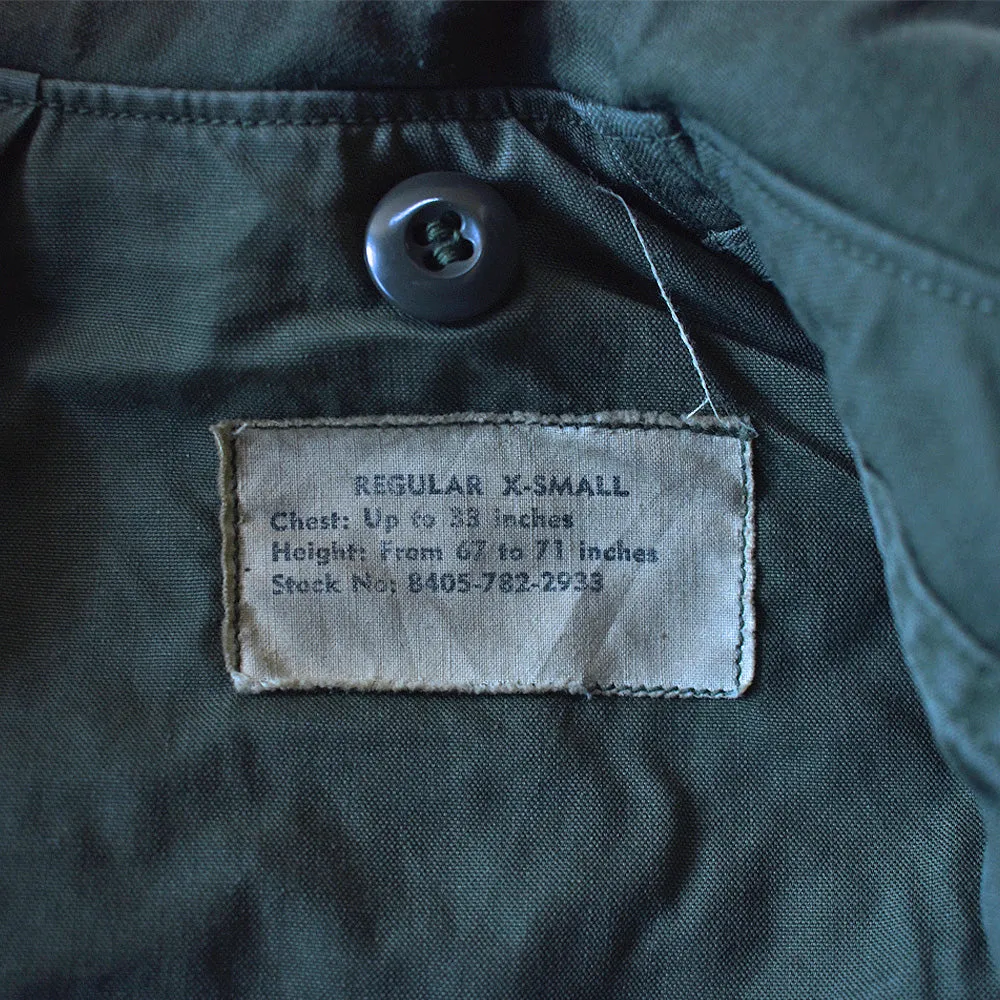 REGULAR X-SMALL
Chest: Up to 33 inches
Height: From 67 to 71 inches
Stock No: 8405-782-2933